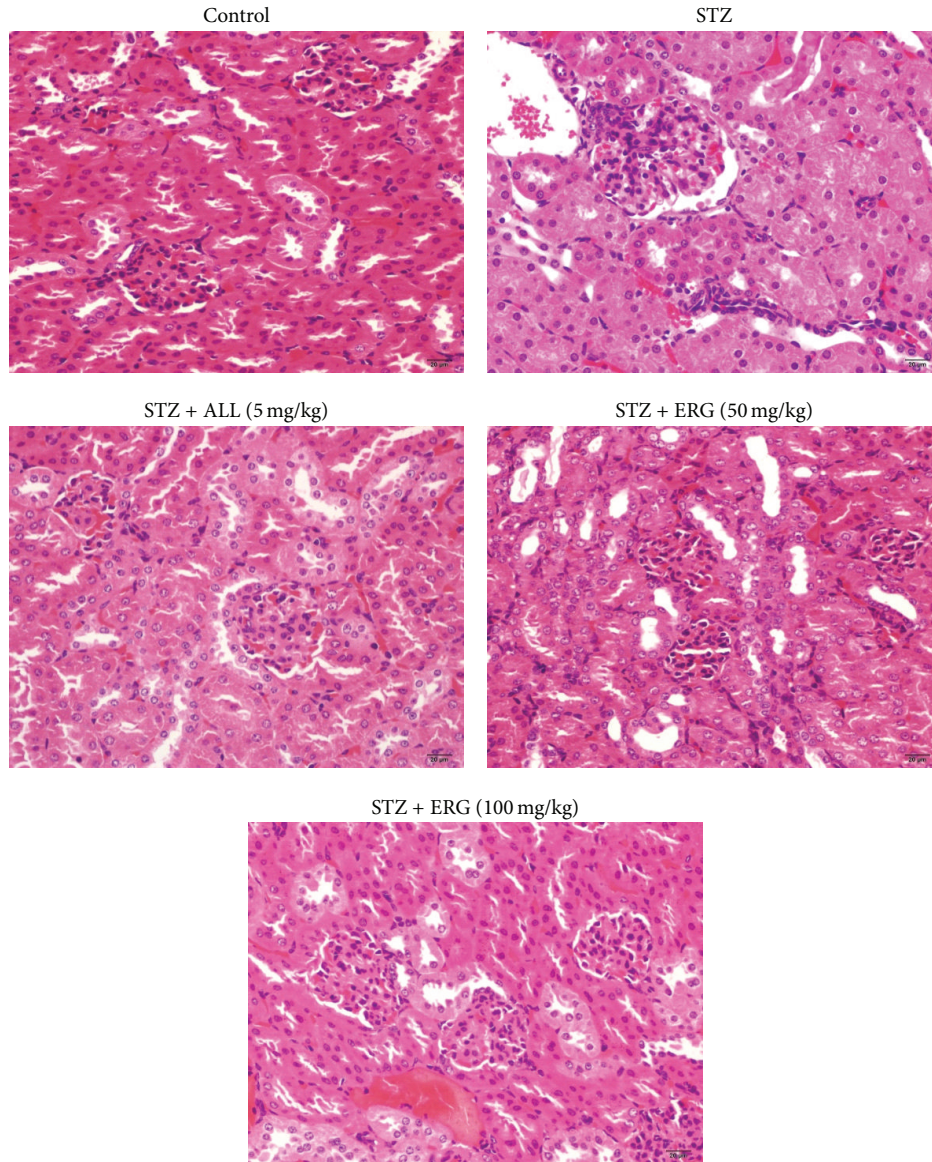 Control
STZ
20 μm
20 μm
STZ + ALL (5 mg/kg)
STZ + ERG (50 mg/kg)
20 μm
20 μm
STZ + ERG (100 mg/kg)
20 μm